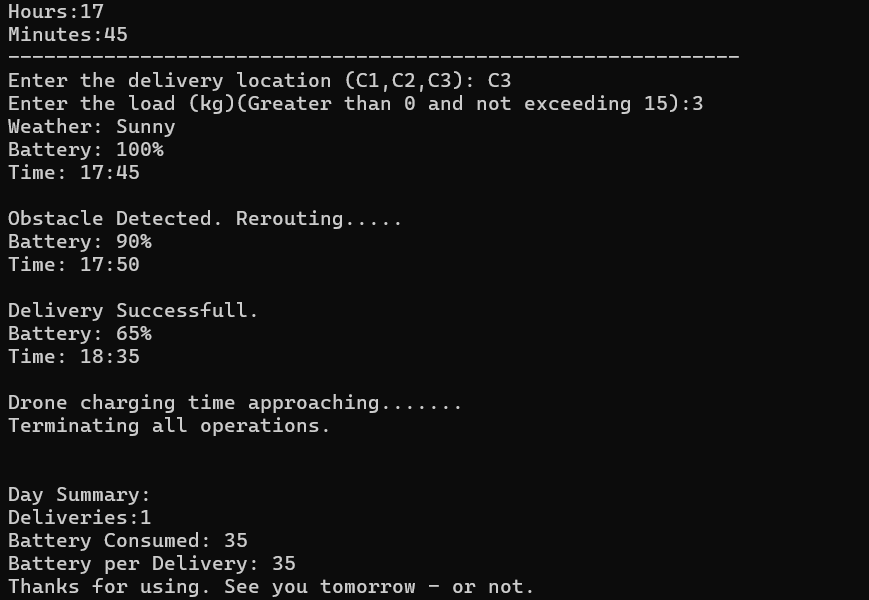 Hours:17
Minutes:45
-------------------------------------------------------------
Enter the delivery location (C1,C2,C3): C3
Enter the load (kg)(Greater than 0 and not exceeding 15):3
Weather: Sunny
Battery: 100%
Time: 17:45
Obstacle Detected. Rerouting.....
Battery: 90%
Time: 17:50
Delivery Successfull.
Battery: 65%
Time: 18:35
Drone charging time approaching.......
Terminating all operations.
Day Summary:
Deliveries:1
Battery Consumed: 35
Battery per Delivery: 35
Thanks for using. See you tomorrow - or not.